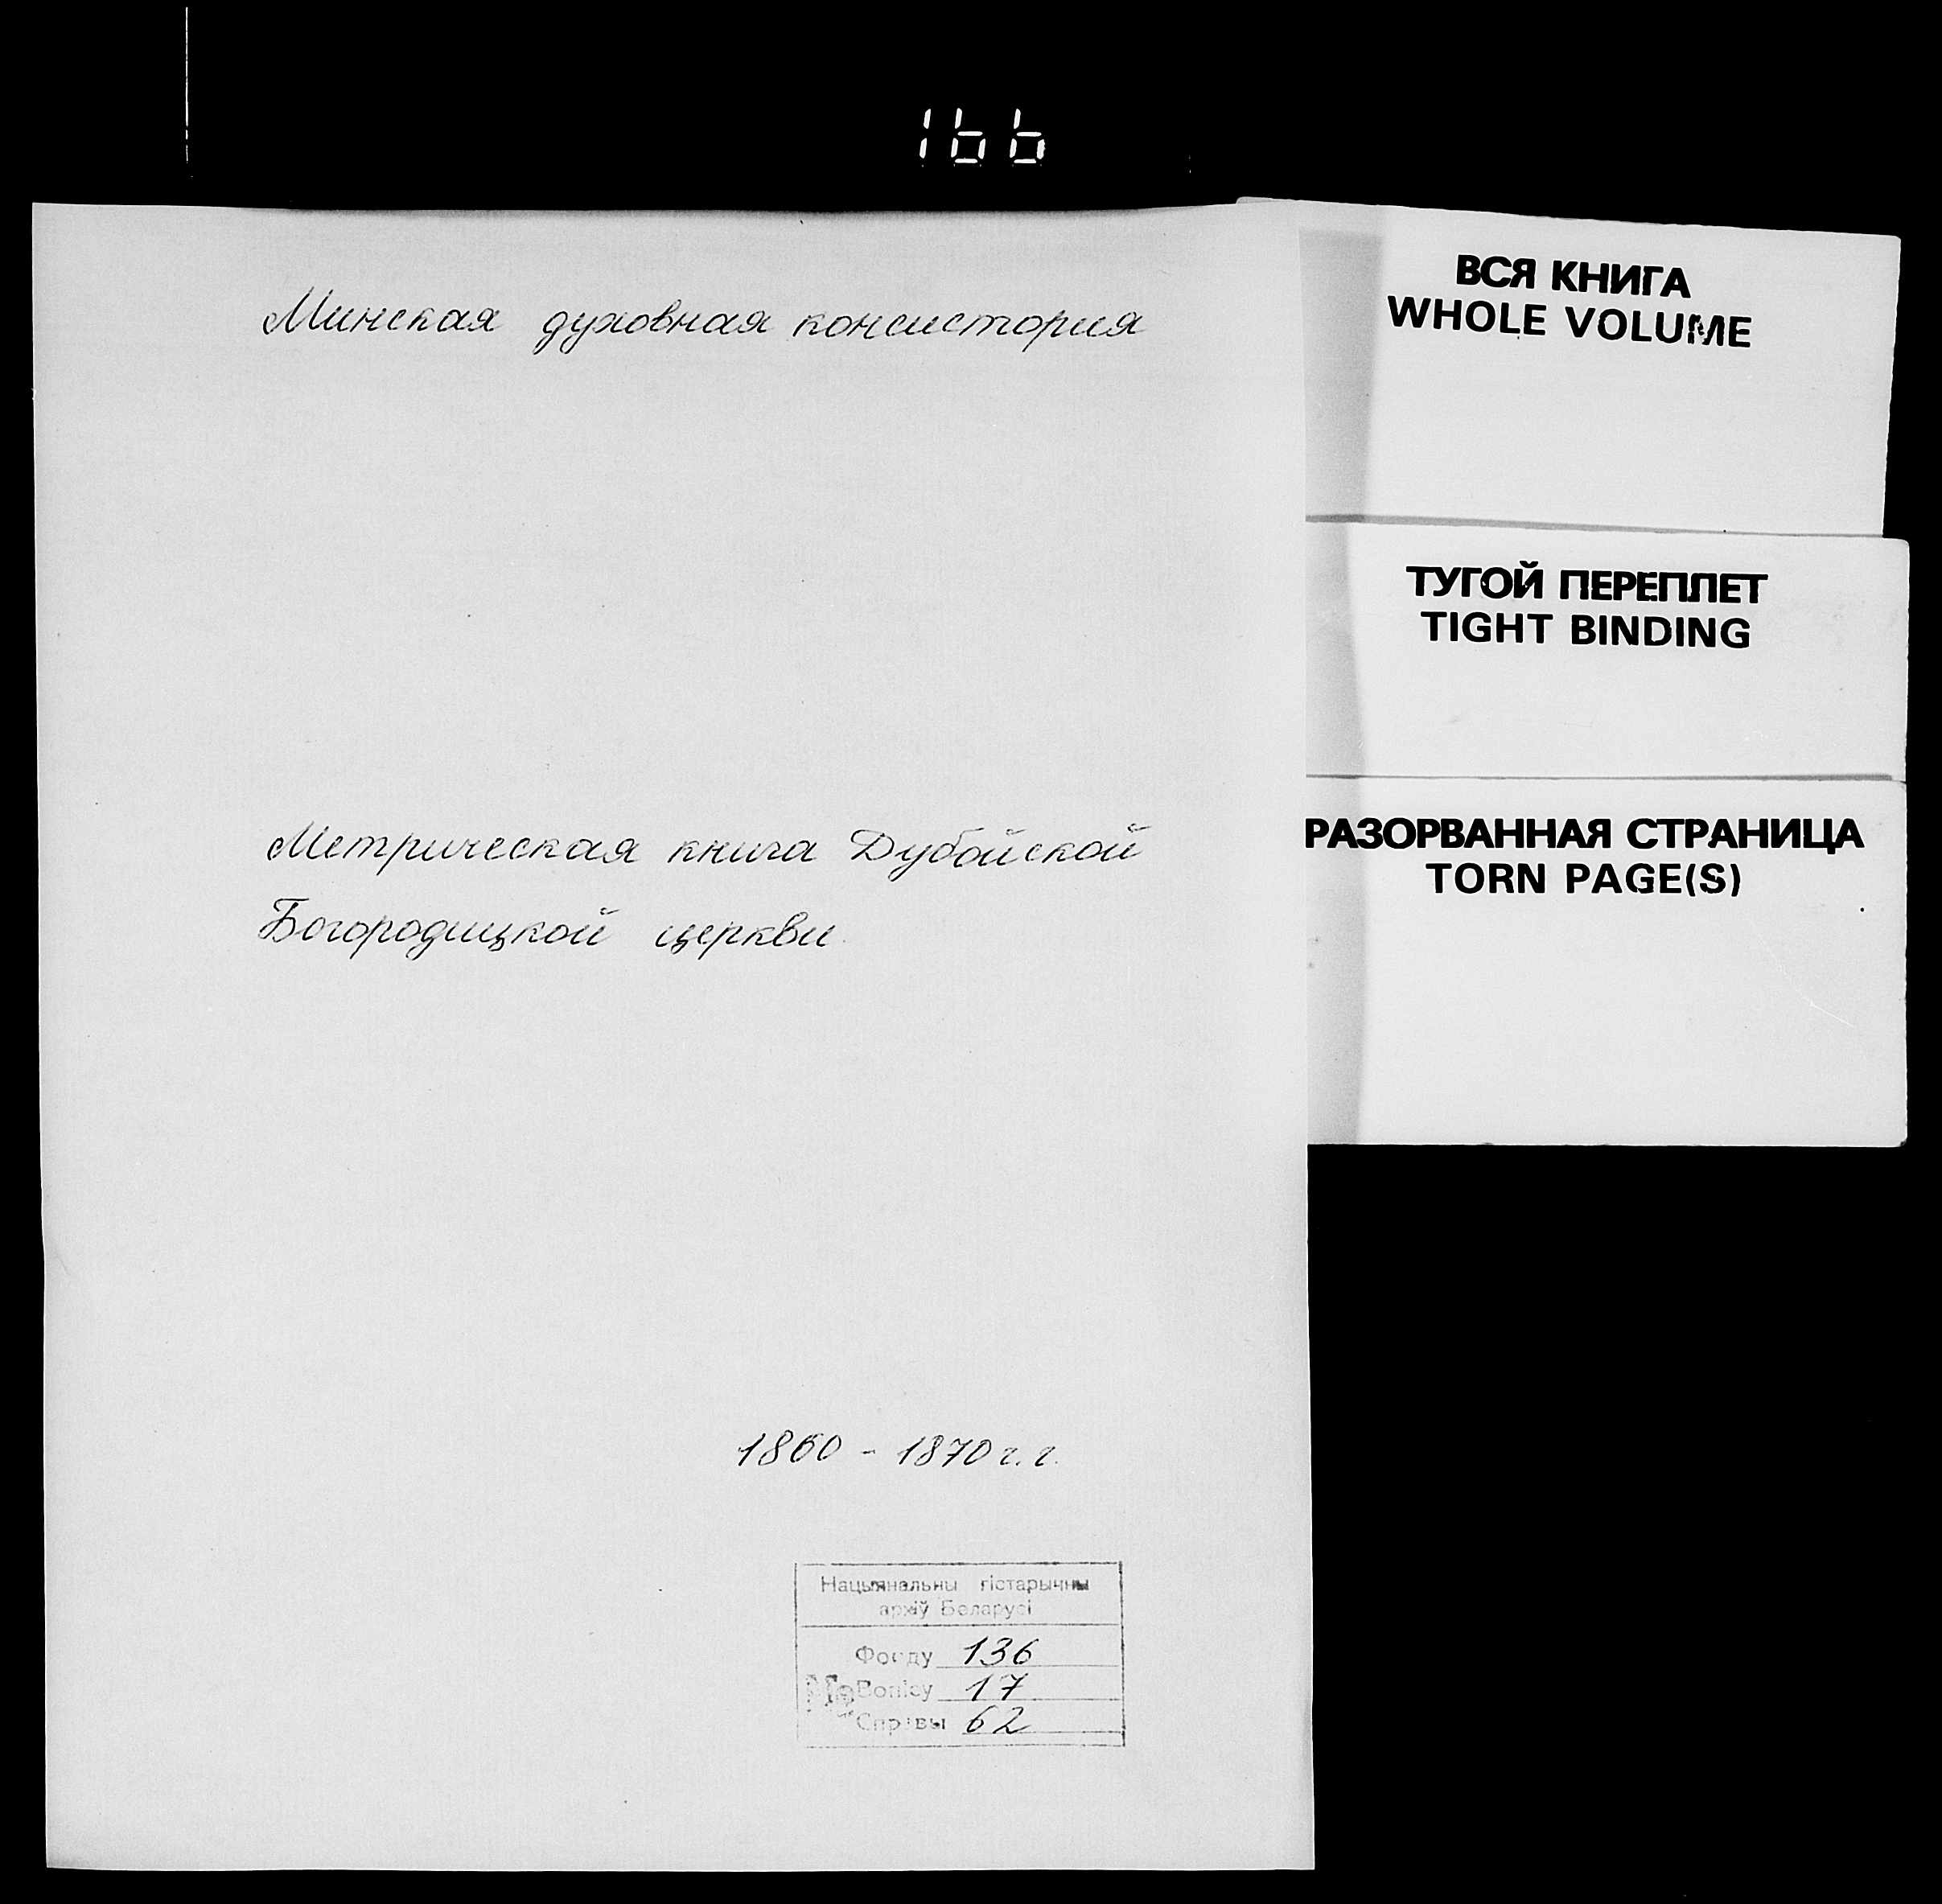 166
Минская духовная консистория
Метрическая книга Дубойской
Богородицкой церкви
1860 - 1870 г. г.
Нацыянальны гістарычны
архіў Беларусі
Фонду 136
№ Вопісу 17
Справы 62
ВСЯ КНИГА
WHOLE VOLUME
ТУГОЙ ПЕРЕПЛЕТ
TIGHT BINDING
РАЗОРВАННАЯ СТРАНИЦА
TORN PAGE(S)